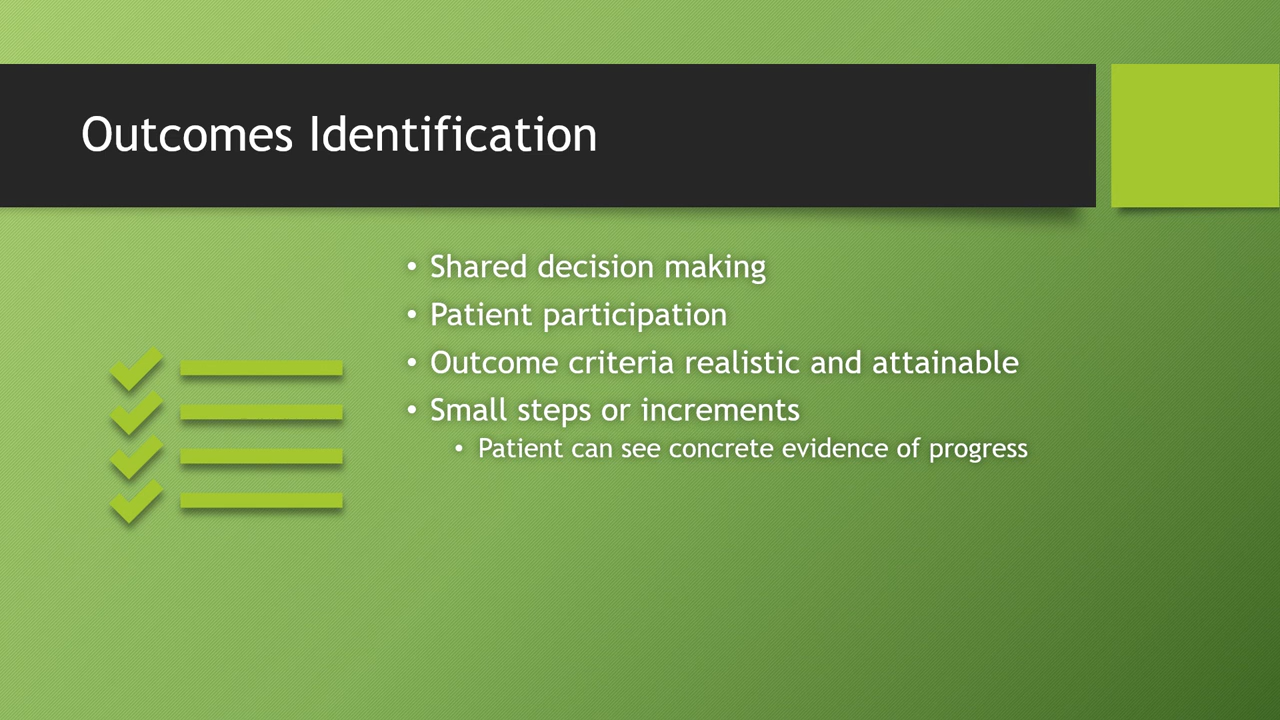 Outcomes Identification
• Shared decision making
• Patient participation
• Outcome criteria realistic and attainable
• Small steps or increments
• Patient can see concrete evidence of progress